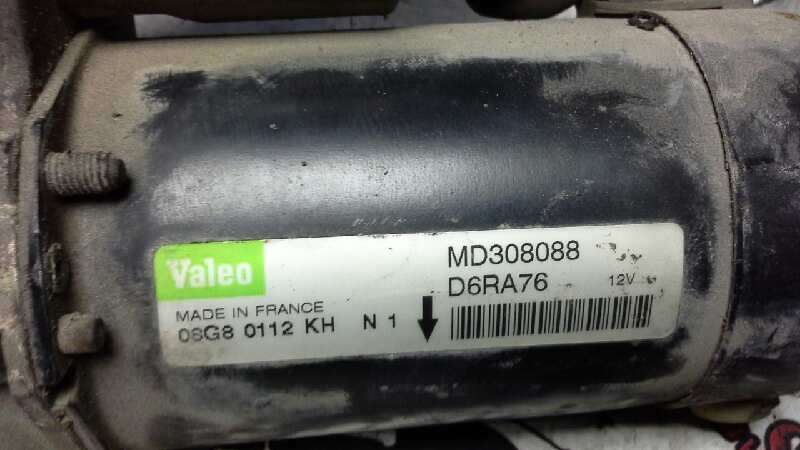 Valeo
MD308088
D6RA76 12V
MADE IN FRANCE
08G8 0112 KH N 1